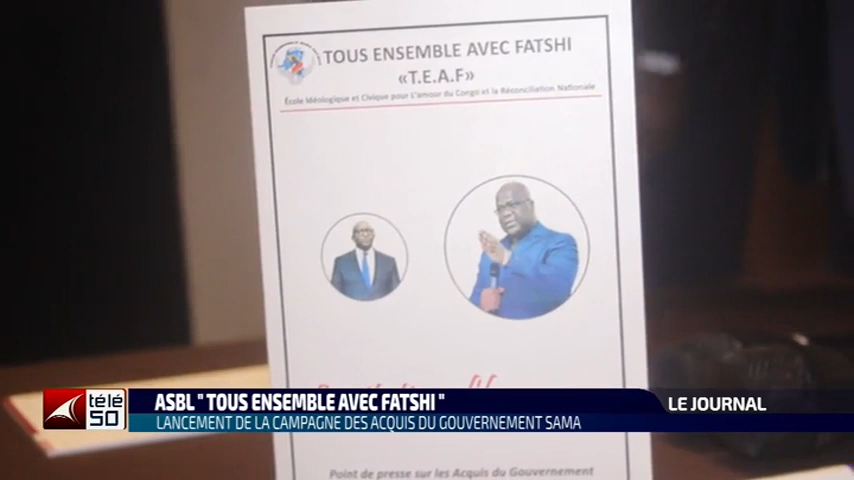 TOUS ENSEMBLE AVEC FATSHI
«T.E.A.F»
École Idéologique et Civique pour L'amour du Congo et la Réconciliation Nationale
télé
50
ASBL " TOUS ENSEMBLE AVEC FATSHI "
LE JOURNAL
LANCEMENT DE LA CAMPAGNE DES ACQUIS DU GOUVERNEMENT SAMA
Point de presse sur les Acquis du Gouvernement